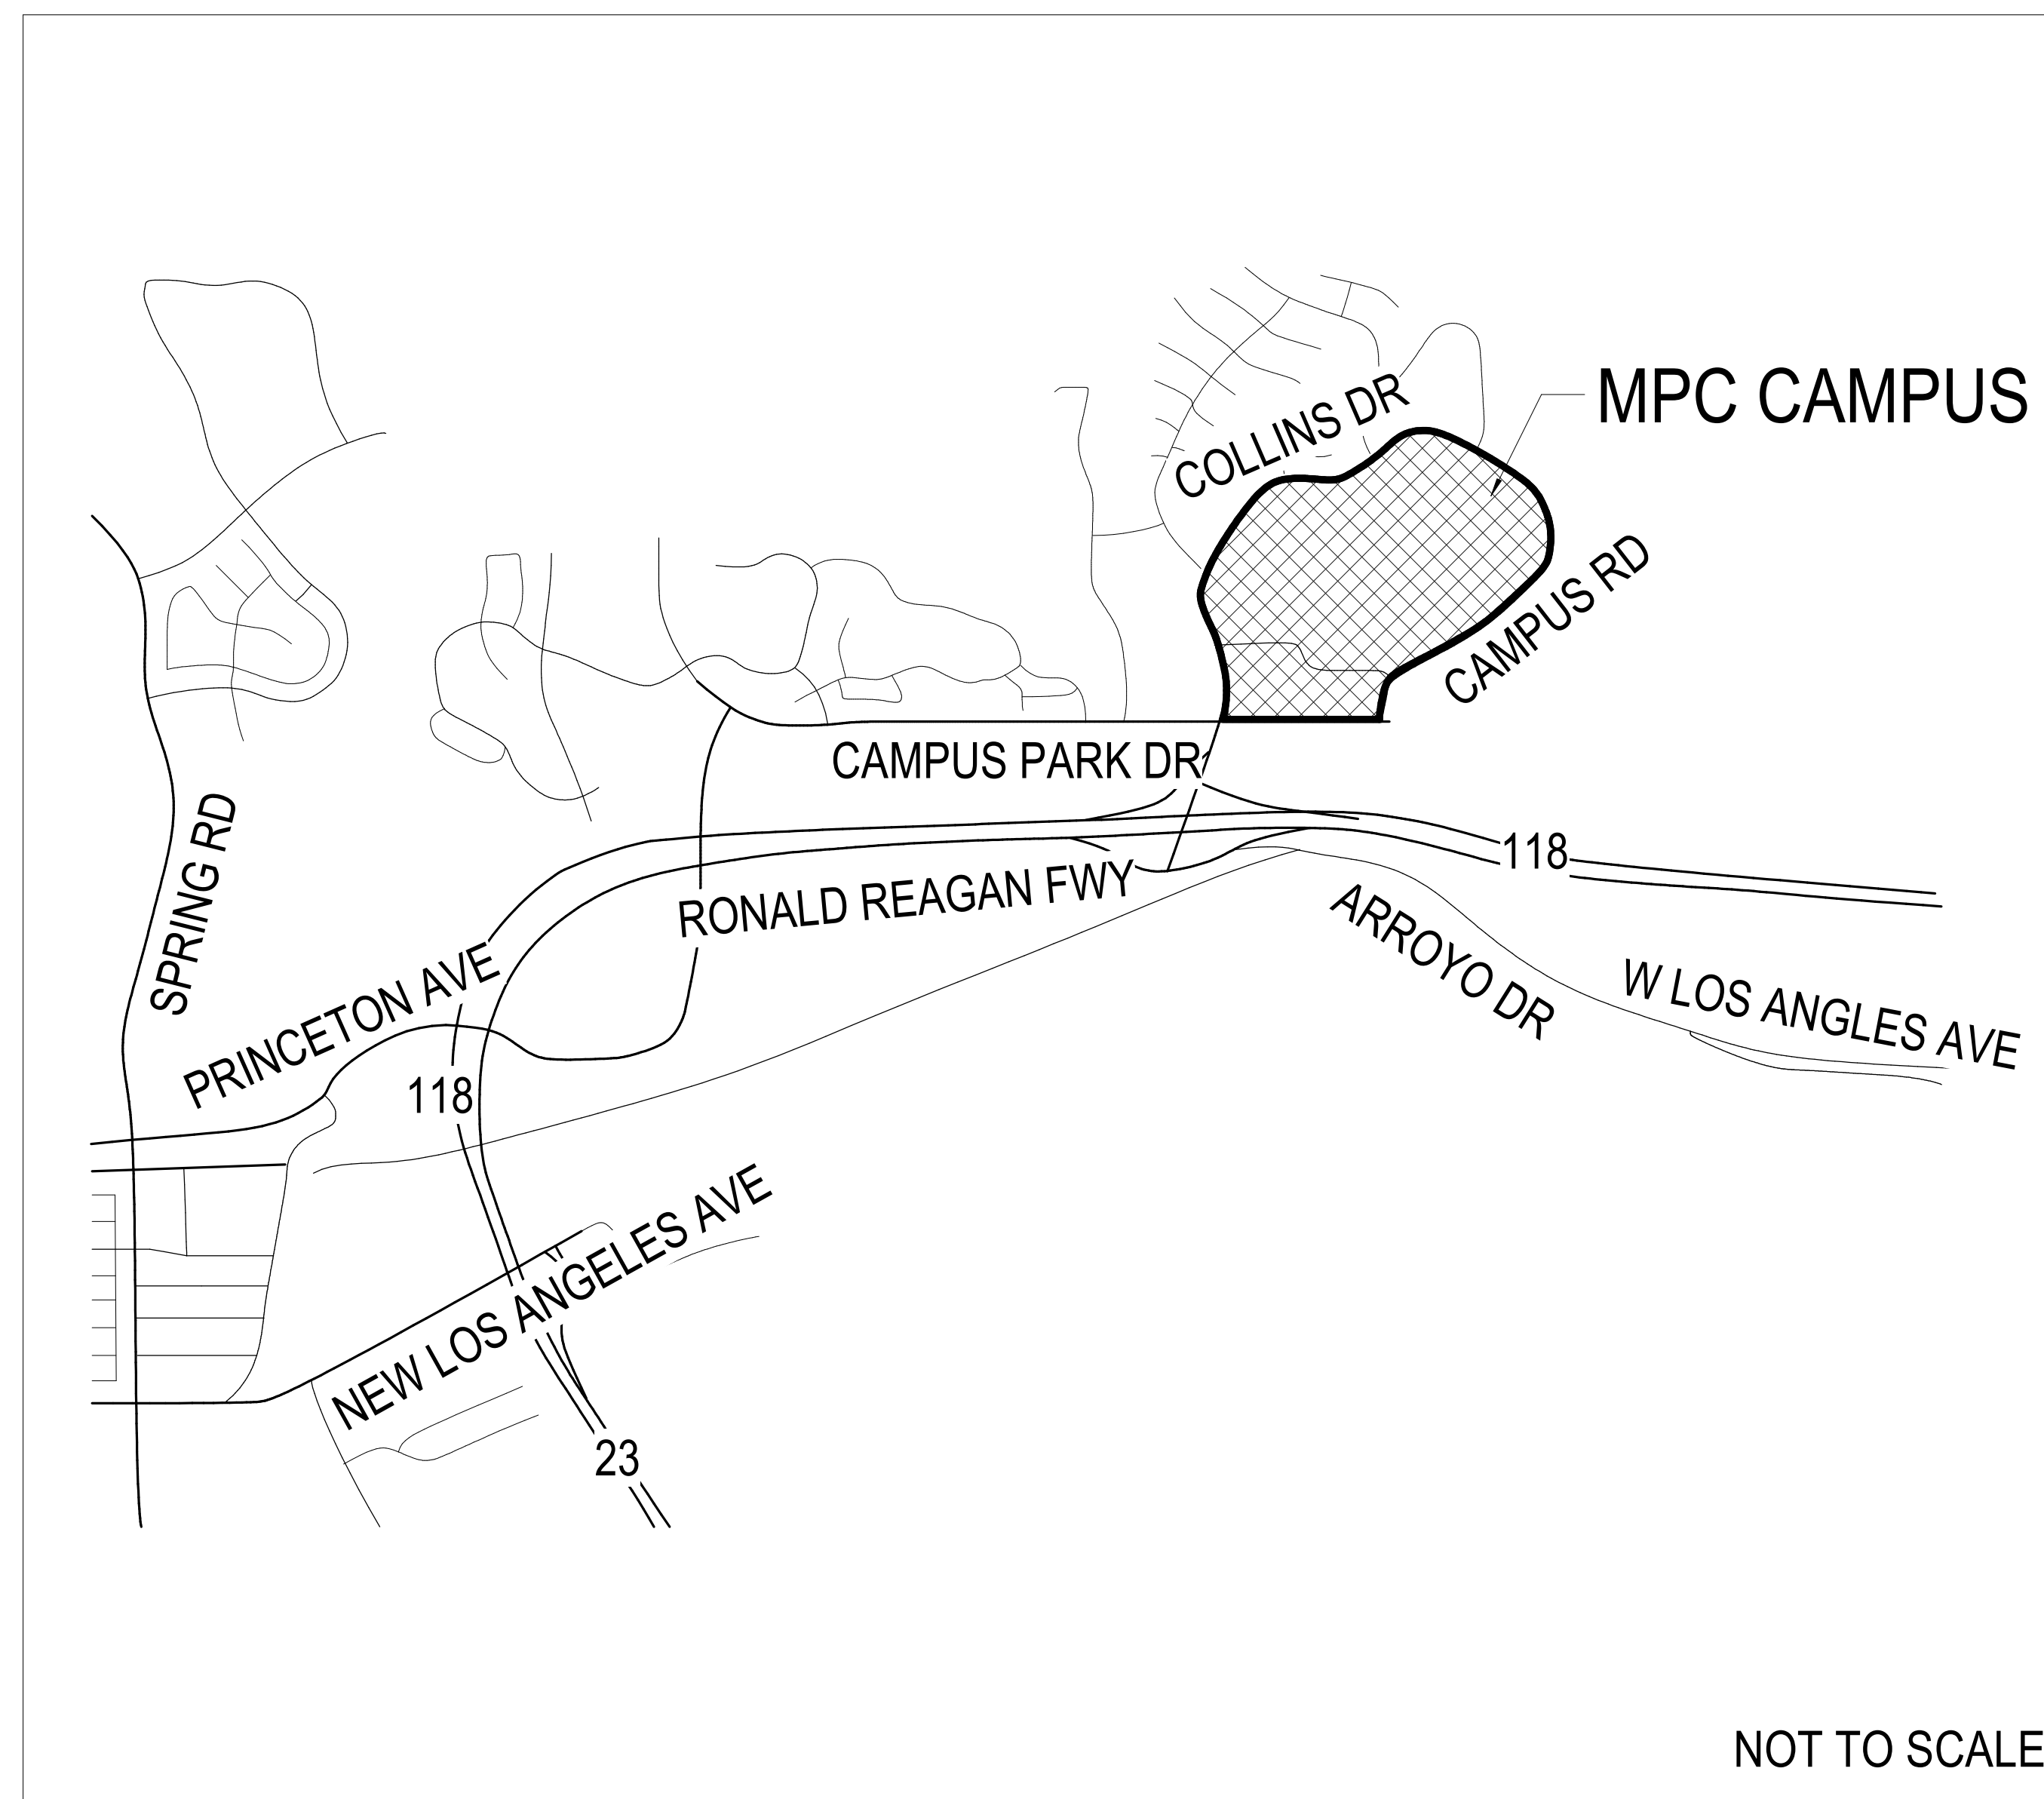 MPC CAMPUS
COLLINS DR
CAMPUS RD
CAMPUS PARK DR
SPRING RD
118
RONALD REAGAN FWY
ARROYO DR
PRINCETON AVE
W LOS ANGLES AVE
118
NEW LOS ANGELES AVE
23
NOT TO SCALE